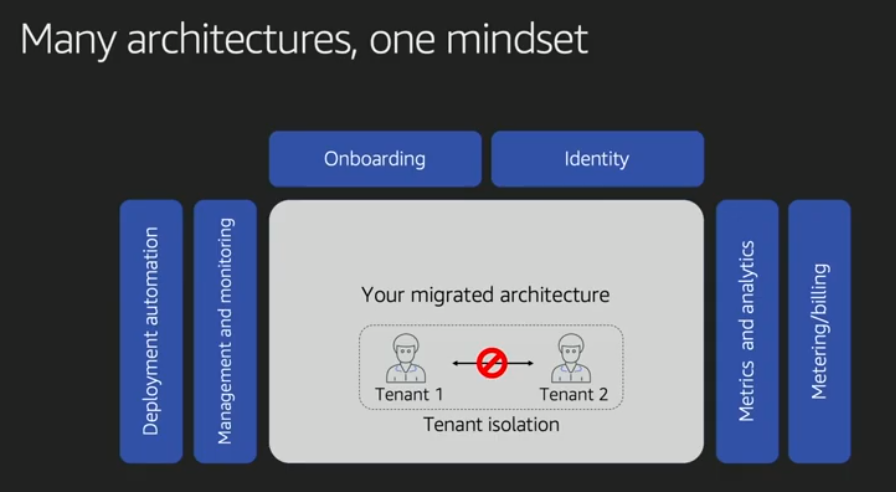 Many architectures, one mindset
Onboarding
Identity
Deployment automation
Management and monitoring
Your migrated architecture
Tenant 1
Tenant 2
Tenant isolation
Metrics and analytics
Metering/billing